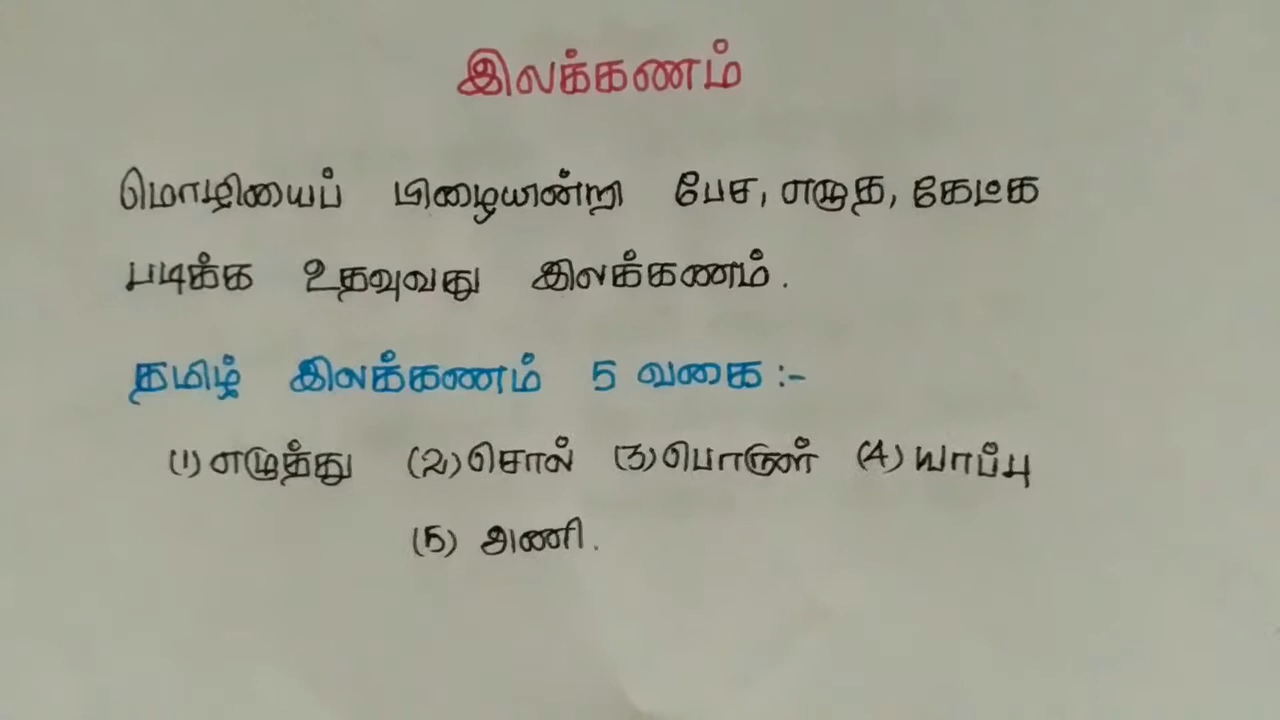 இலக்கணம்
மொழியைப் பிழையின்றி பேச, எழுத, கேட்க
படிக்க உதவுவது இலக்கணம்.
தமிழ் இலக்கணம் 5 வகை :-
(1) எழுத்து (2) சொல் (3) பொருள் (4) யாப்பு
(5) அணி.